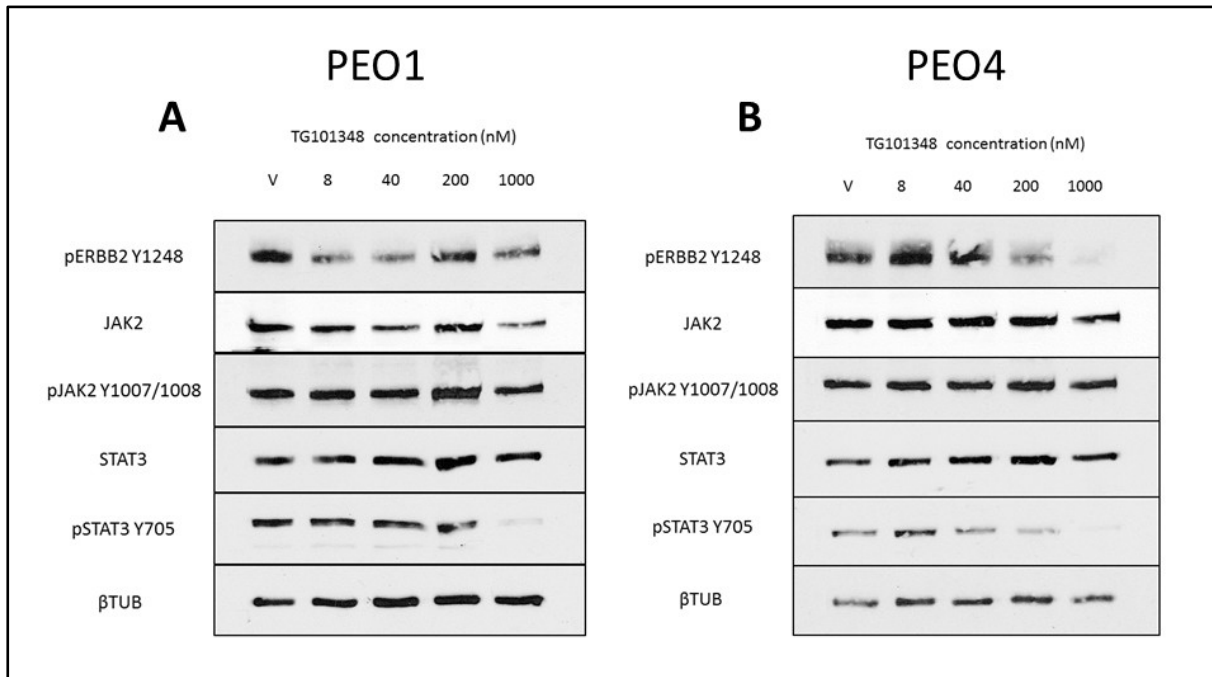 PEO1
A
TG101348 concentration (nM)
V 8 40 200 1000
pERBB2 Y1248
JAK2
pJAK2 Y1007/1008
STAT3
pSTAT3 Y705
βTUB
PEO4
B
TG101348 concentration (nM)
V 8 40 200 1000
pERBB2 Y1248
JAK2
pJAK2 Y1007/1008
STAT3
pSTAT3 Y705
βTUB